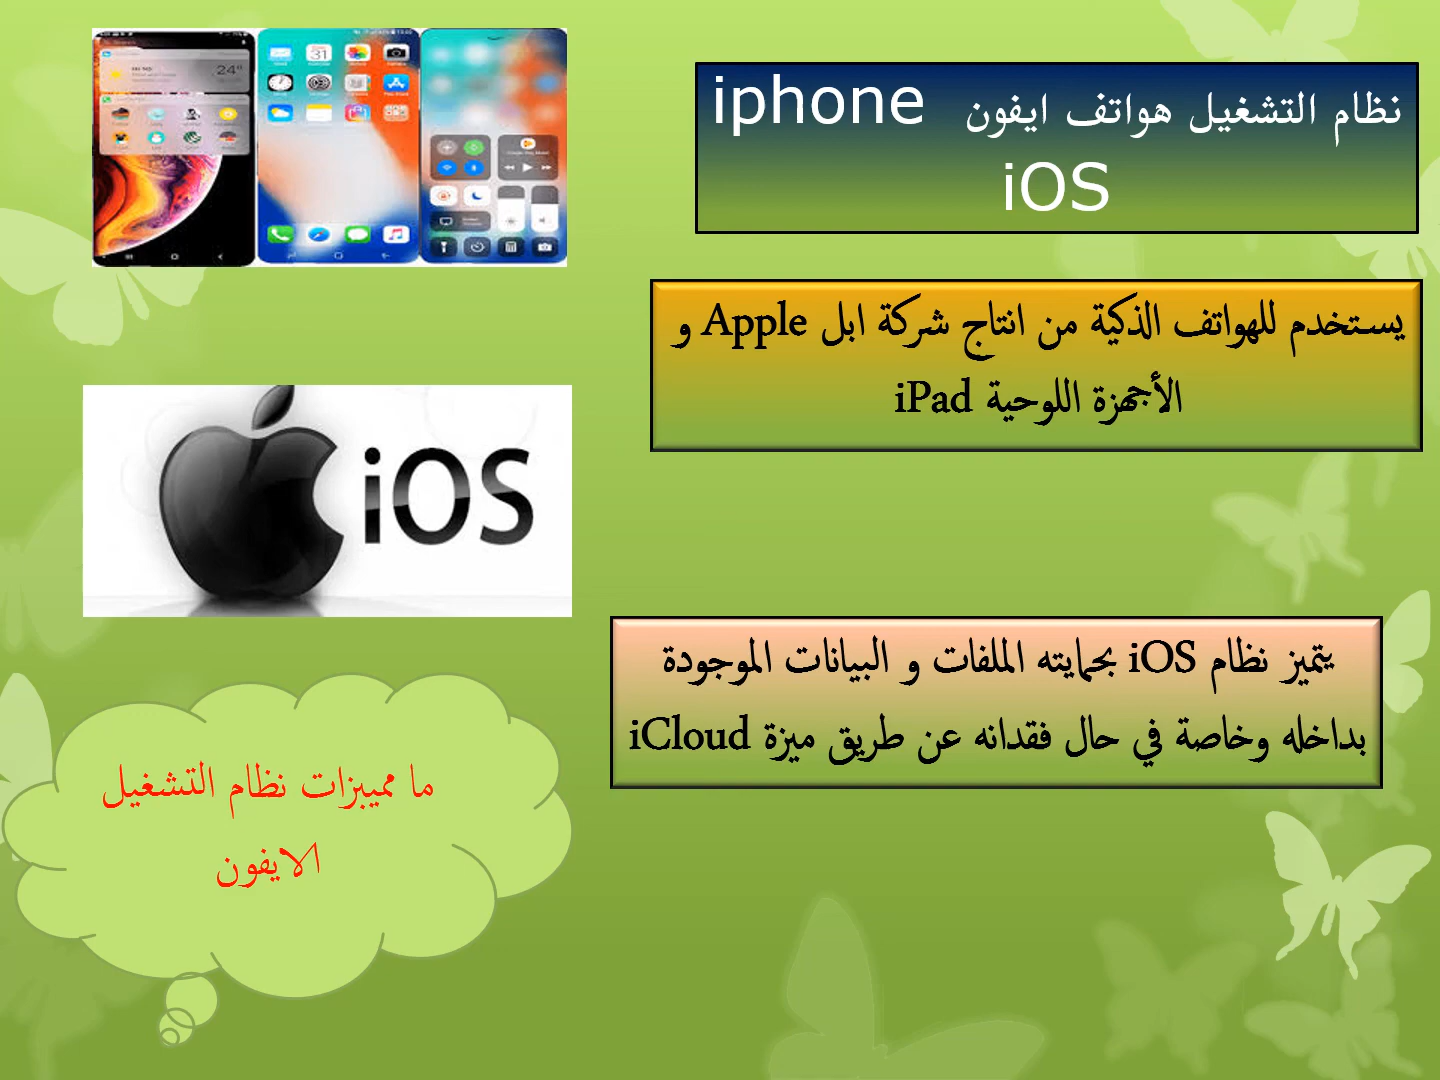 نظام التشغيل هواتف ايفون iphone
iOS
يستخدم للهواتف الذكية من انتاج شركة ابل Apple و
الأجهزة اللوحية iPad
iOS
يتميز نظام iOS بحمايته الملفات و البيانات الموجودة
بداخله وخاصة في حال فقدانه عن طريق ميزة iCloud
ما مميزات نظام التشغيل
الايفون
24°
31